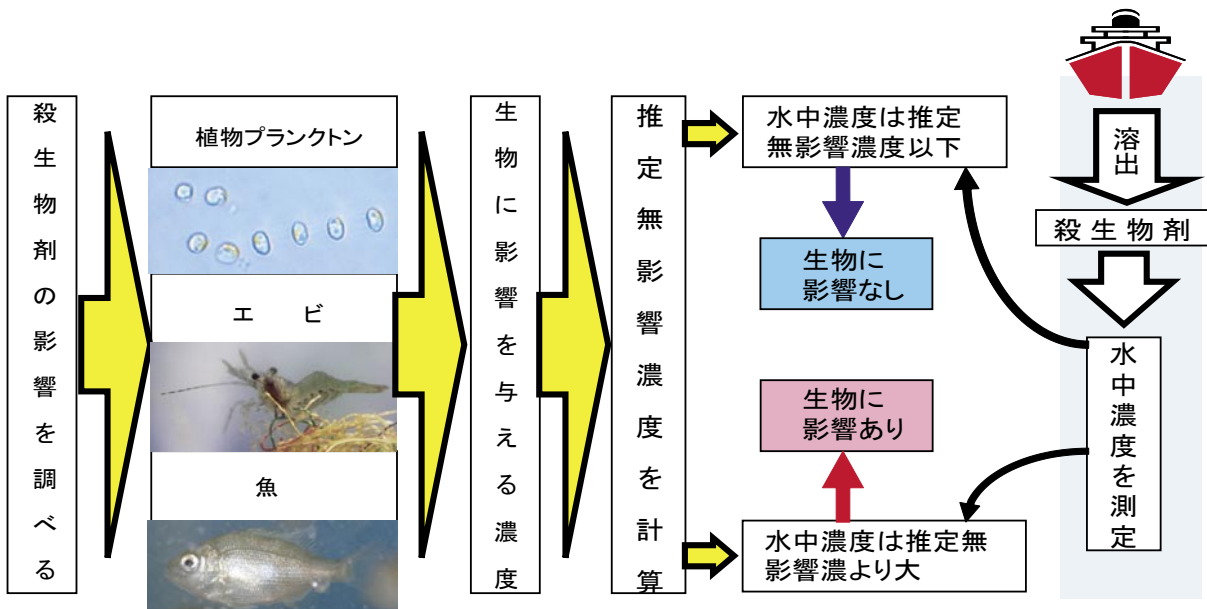 殺生物剤の影響を調べる
植物プランクトン
エビ
魚
生物に影響を与える濃度
推定無影響濃度を計算
水中濃度は推定
無影響濃度以下
生物に
影響なし
生物に
影響あり
水中濃度は推定無
影響濃より大
溶出
殺生物剤
水中濃度を測定